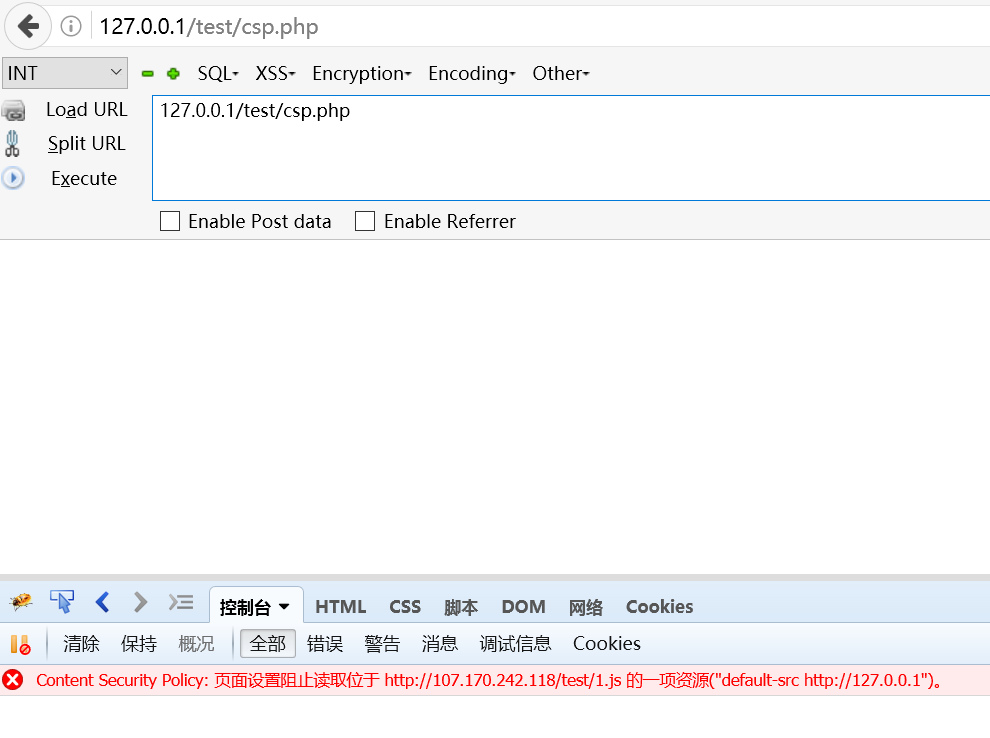 127.0.0.1/test/csp.php
INT SQL XSS Encryption Encoding Other
Load URL 127.0.0.1/test/csp.php
Split URL
Execute
Enable Post data Enable Referrer
控制台 HTML CSS 脚本 DOM 网络 Cookies
清除 保持 概况 全部 错误 警告 消息 调试信息 Cookies
Content Security Policy: 页面设置阻止读取位于 http://107.170.242.118/test/1.js 的一项资源("default-src http://127.0.0.1")。